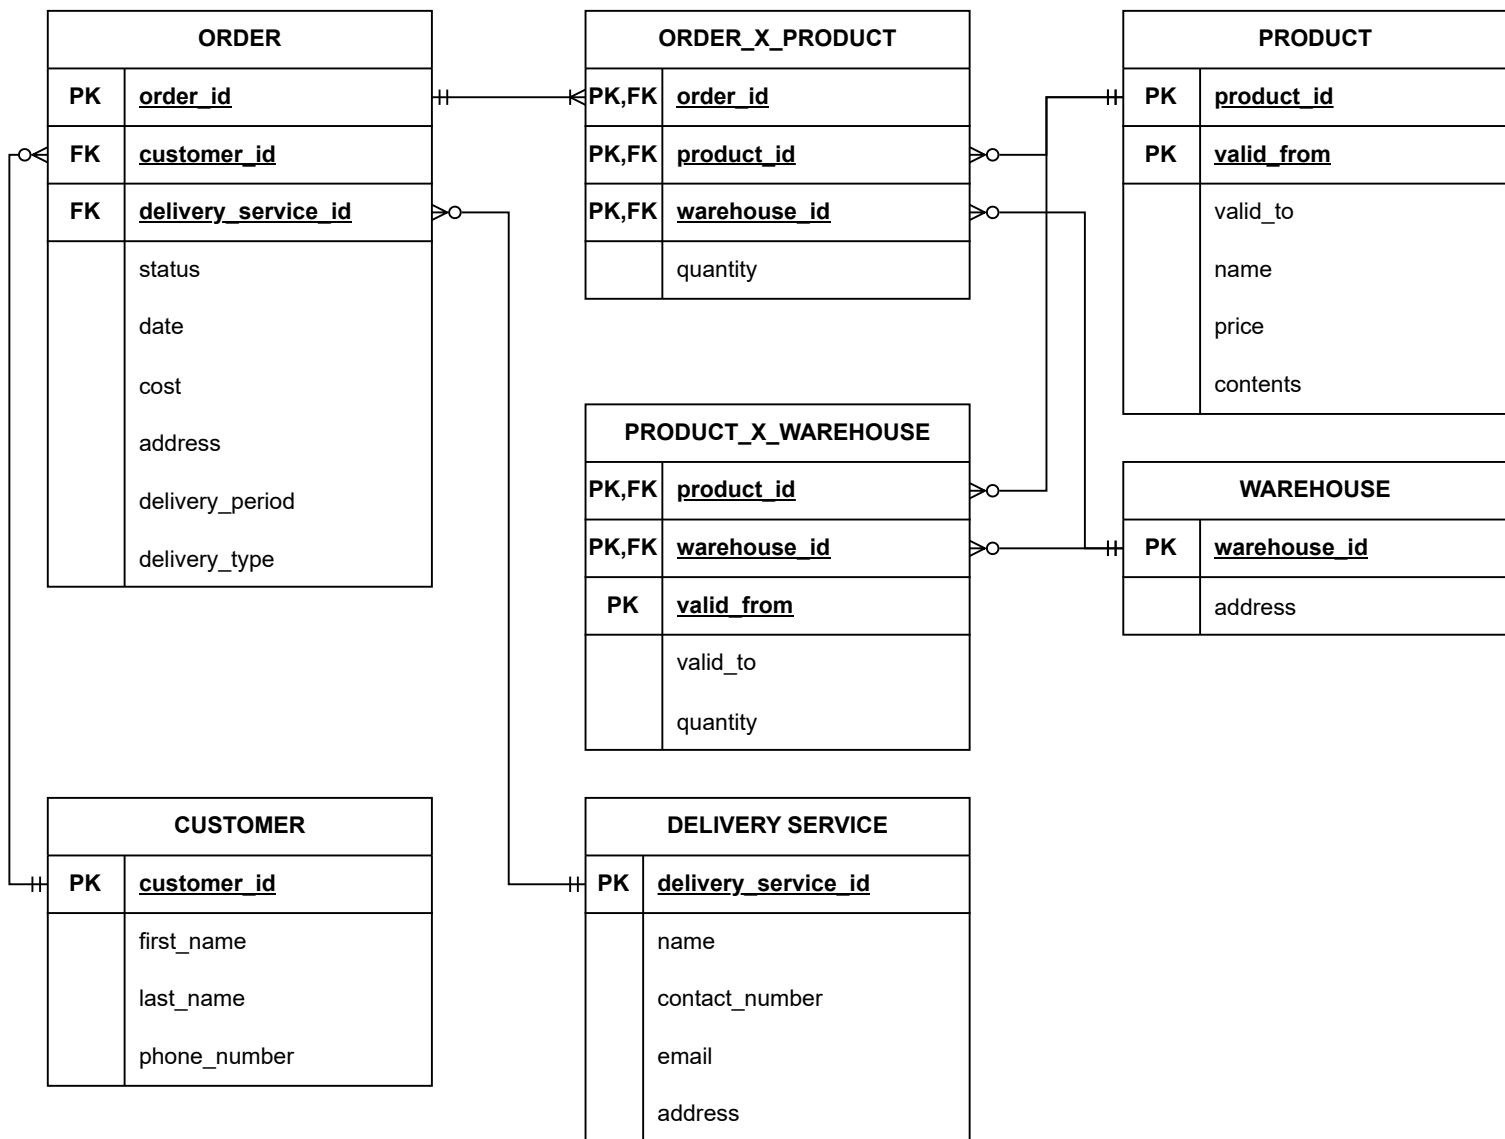 ORDER
PK order_id
FK customer_id
FK delivery_service_id
status
date
cost
address
delivery_period
delivery_type
ORDER_X_PRODUCT
PK,FK order_id
PK,FK product_id
PK,FK warehouse_id
quantity
PRODUCT
PK product_id
PK valid_from
valid_to
name
price
contents
PRODUCT_X_WAREHOUSE
PK,FK product_id
PK,FK warehouse_id
PK valid_from
valid_to
quantity
WAREHOUSE
PK warehouse_id
address
CUSTOMER
PK customer_id
first_name
last_name
phone_number
DELIVERY SERVICE
PK delivery_service_id
name
contact_number
email
address